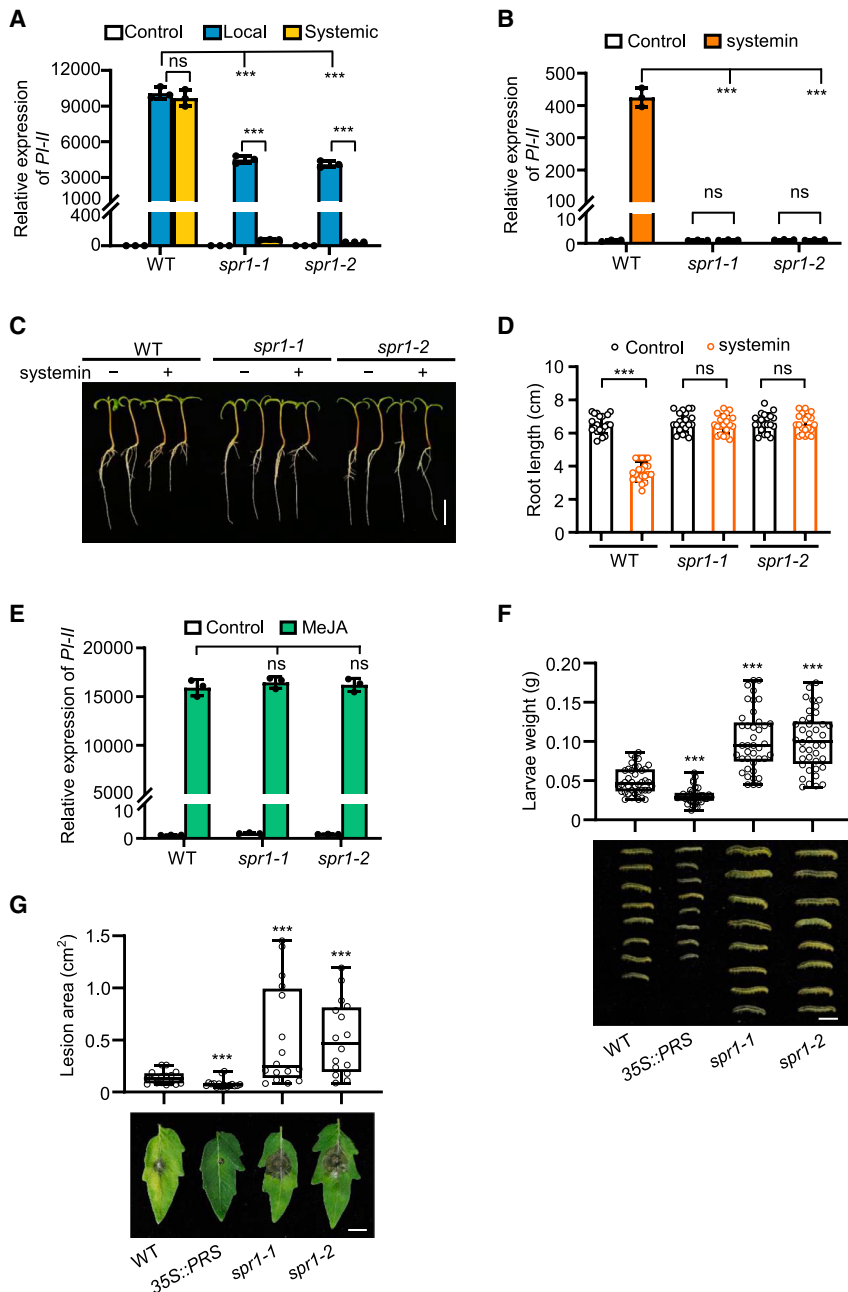 A
Control Local Systemic
ns
***
***
***
***
12000
9000
6000
3000
1000
400
0
Relative expression
of PI-II
WT spr1-1 spr1-2
B
Control systemin
***
***
ns
ns
500
400
300
200
100
10
0
Relative expression
of PI-II
WT spr1-1 spr1-2
C
WT spr1-1 spr1-2
systemin − + − + − +
D
Control systemin
***
ns
ns
8
6
4
2
0
Root length (cm)
WT spr1-1 spr1-2
E
Control MeJA
ns
ns
20000
15000
10000
5000
10
0
Relative expression of PI-II
WT spr1-1 spr1-2
F
***
***
***
0.20
0.15
0.10
0.05
0
Larvae weight (g)
WT
35S::PRS
spr1-1
spr1-2
G
***
***
***
1.5
1.0
0.5
0
Lesion area (cm2)
WT
35S::PRS
spr1-1
spr1-2